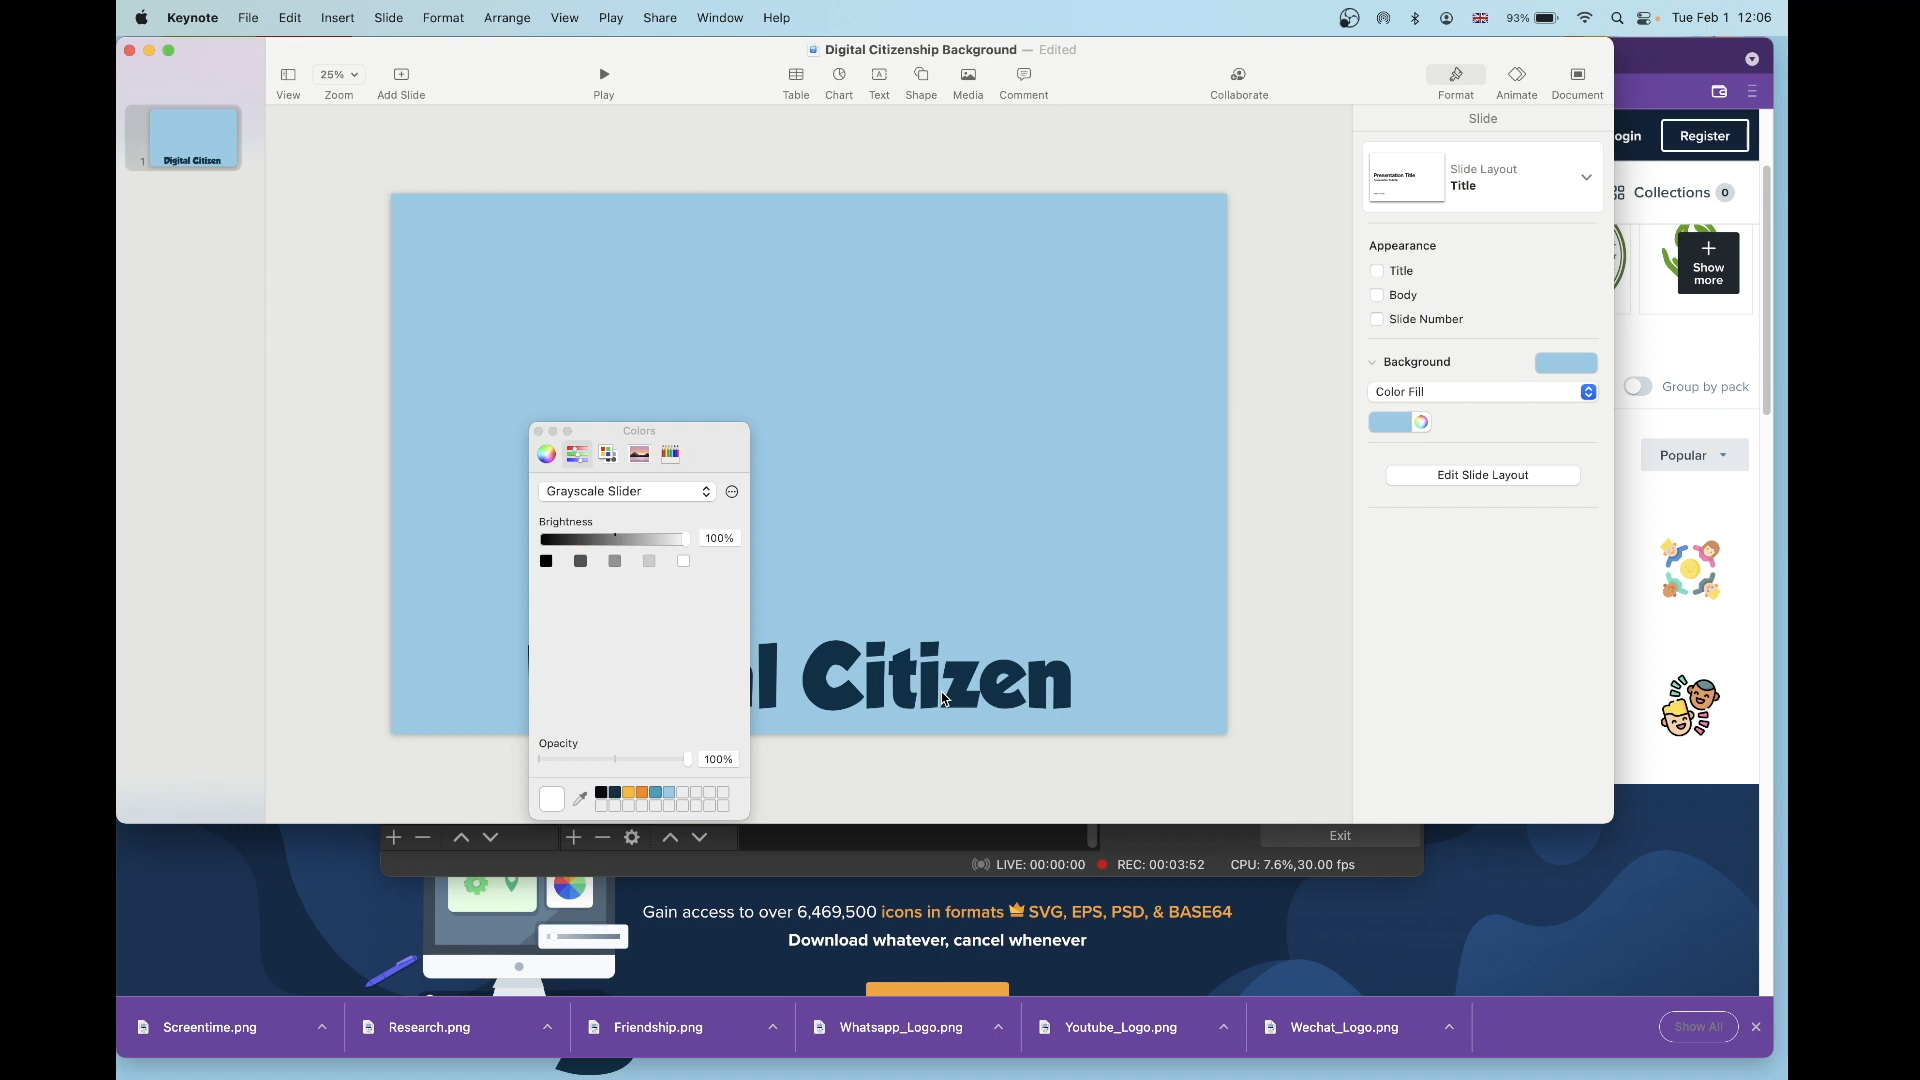 Keynote File Edit Insert Slide Format Arrange View Play Share Window Help
93% Tue Feb 1 12:06
Digital Citizenship Background — Edited
25%
View Zoom Add Slide Play Table Chart Text Shape Media Comment Collaborate Format Animate Document
Slide
Login Register
1 Digital Citizen
Presentation Title
Slide Layout
Title
Collections 0
Appearance
Title
Body
Slide Number
Show
more
Background
Color Fill
Group by pack
Edit Slide Layout
Popular
Colors
Grayscale Slider
Brightness
100%
l Citizen
Opacity
100%
Exit
LIVE: 00:00:00 REC: 00:03:52 CPU: 7.6%,30.00 fps
Gain access to over 6,469,500 icons in formats SVG, EPS, PSD, & BASE64
Download whatever, cancel whenever
Screentime.png Research.png Friendship.png Whatsapp_Logo.png Youtube_Logo.png Wechat_Logo.png Show All